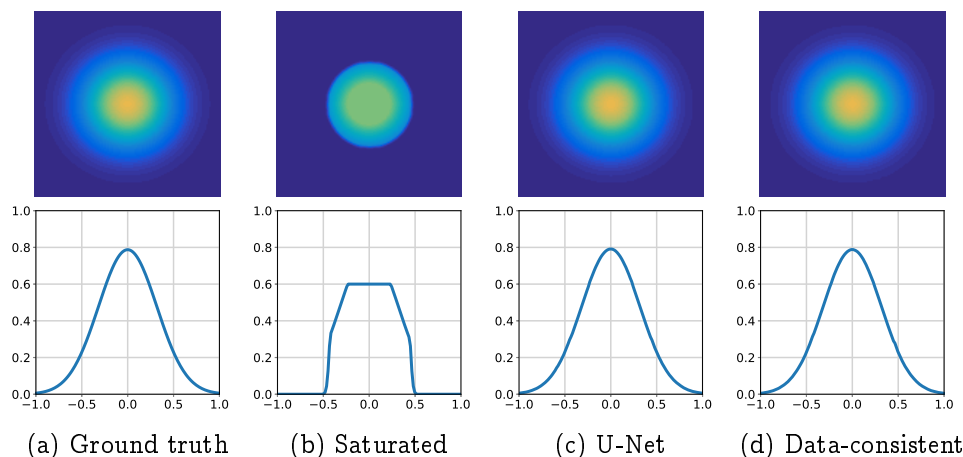 1.0 1.0 1.0 1.0
0.8 0.8 0.8 0.8
0.6 0.6 0.6 0.6
0.4 0.4 0.4 0.4
0.2 0.2 0.2 0.2
0.0 0.0 0.0 0.0
−1.0 −0.5 0.0 0.5 1.0 −1.0 −0.5 0.0 0.5 1.0 −1.0 −0.5 0.0 0.5 1.0 −1.0 −0.5 0.0 0.5 1.0
(a) Ground truth (b) Saturated (c) U-Net (d) Data-consistent